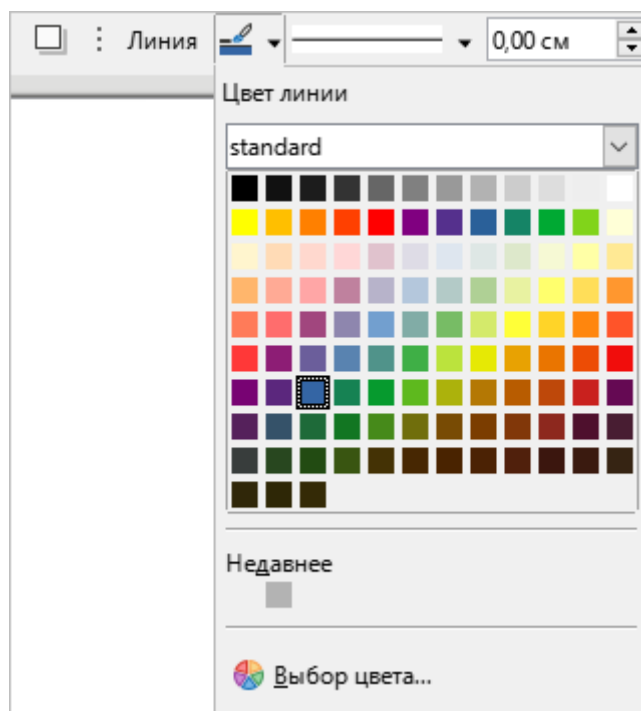 Линия 0,00 см
Цвет линии
standard
Недавнее
Выбор цвета...